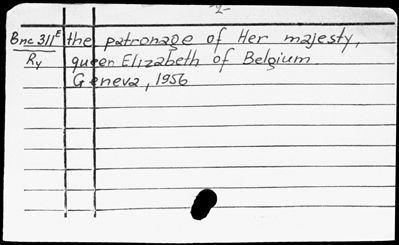 -2-
Bnc 311E the patronage of Her majesty,
Ry queen Elizabeth of Belgium
Geneva, 1956